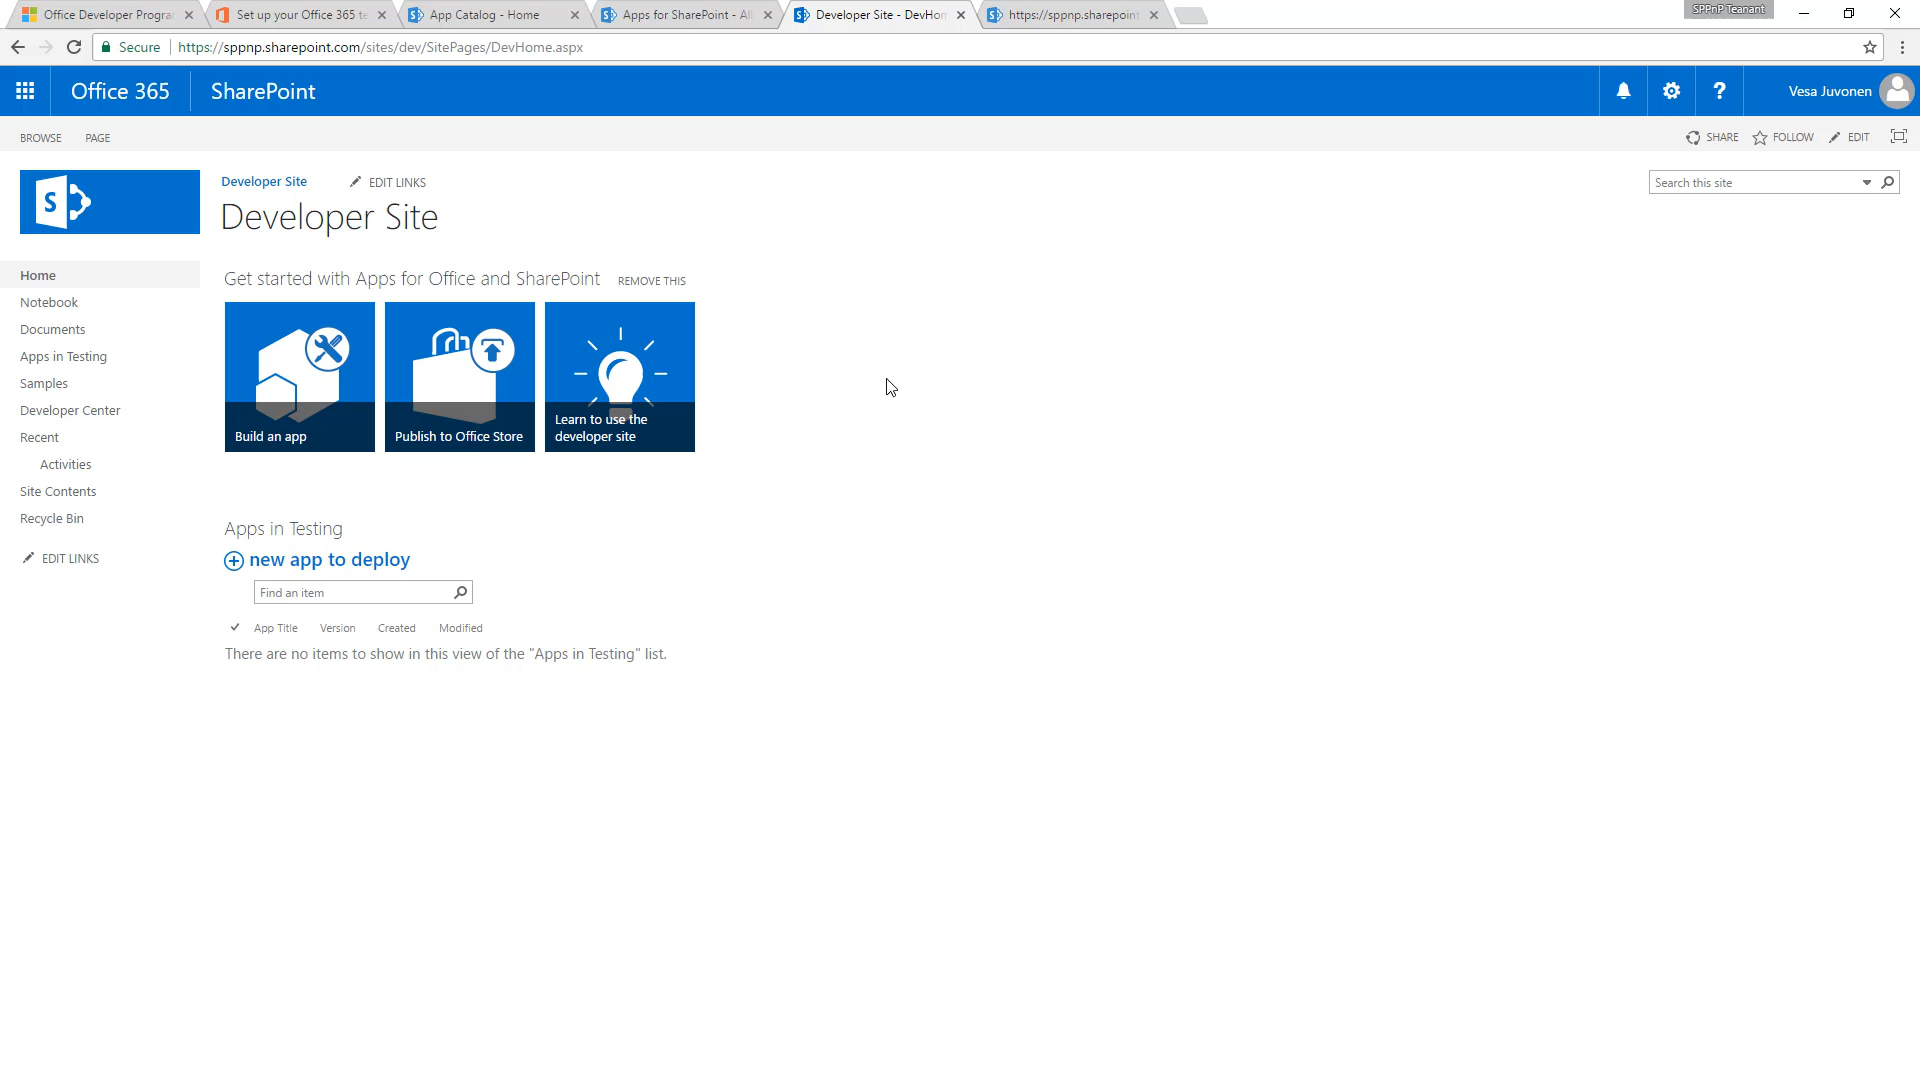 Office Developer Progra
Set up your Office 365 te
App Catalog - Home
Apps for SharePoint - Al
Developer Site - DevHon
https://sppnp.sharepoint
SPPnP Teanant
Secure
https://sppnp.sharepoint.com/sites/dev/SitePages/DevHome.aspx
Office 365
SharePoint
Vesa Juvonen
BROWSE
PAGE
SHARE
FOLLOW
EDIT
S
Developer Site
EDIT LINKS
Search this site
Developer Site
Home
Notebook
Documents
Apps in Testing
Samples
Developer Center
Recent
Activities
Site Contents
Recycle Bin
EDIT LINKS
Get started with Apps for Office and SharePoint
REMOVE THIS
Build an app
Publish to Office Store
Learn to use the
developer site
Apps in Testing
new app to deploy
Find an item
App Title
Version
Created
Modified
There are no items to show in this view of the "Apps in Testing" list.